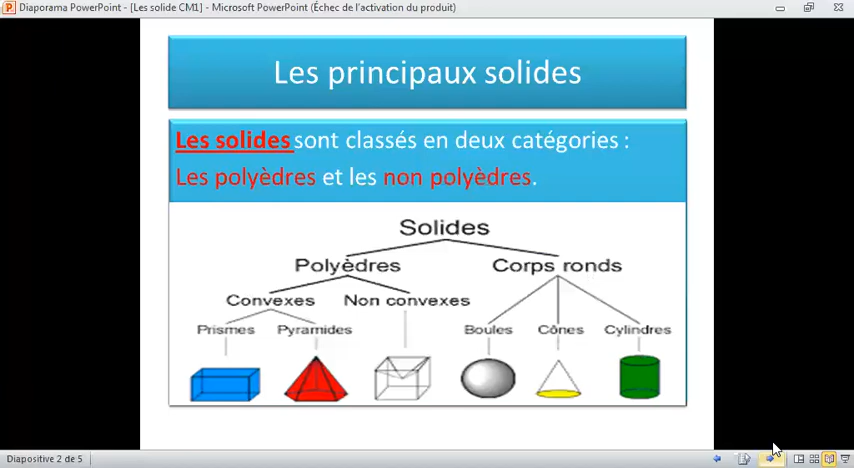 Diaporama PowerPoint - [Les solide CM1] - Microsoft PowerPoint (Échec de l'activation du produit)
Les principaux solides
Les solides sont classés en deux catégories :
Les polyèdres et les non polyèdres.
Solides
Polyèdres Corps ronds
Convexes Non convexes
Prismes Pyramides Boules Cônes Cylindres
Diapositive 2 de 5